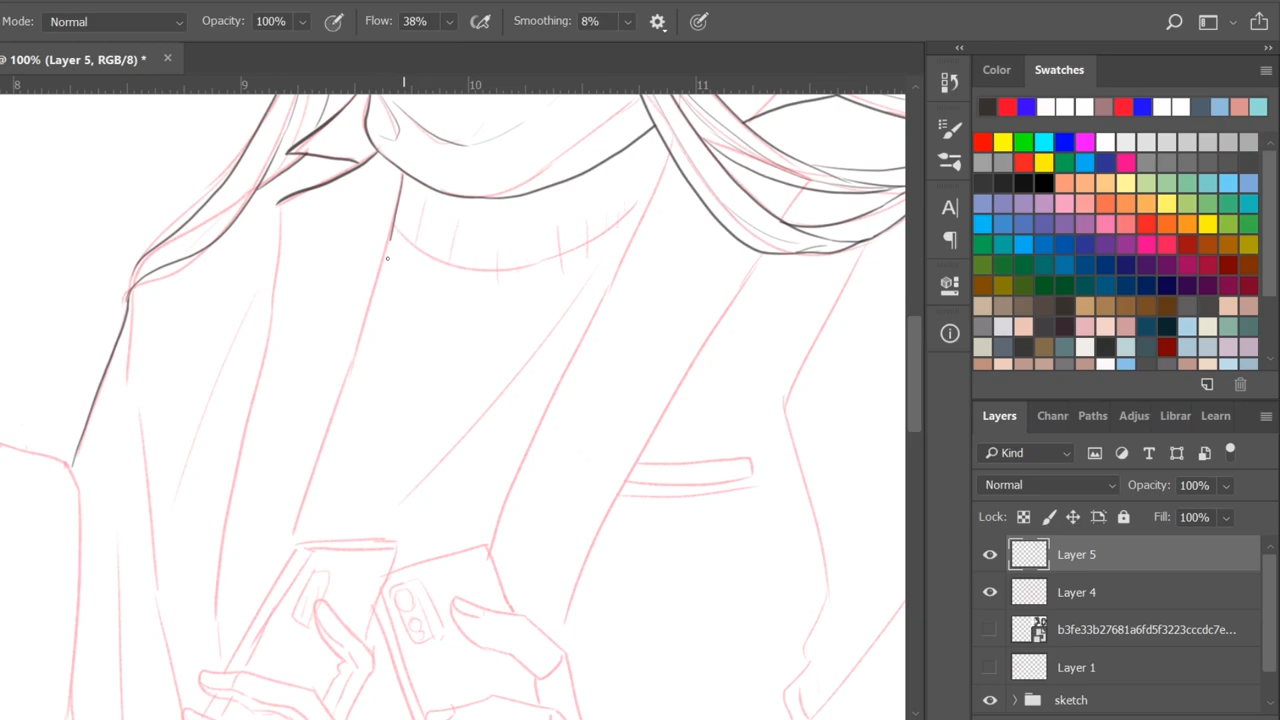 Mode: Normal Opacity: 100% Flow: 38% Smoothing: 8%
@ 100% (Layer 5, RGB/8) *
8 9 10 11
Color Swatches
Layers Chanr Paths Adjus Librar Learn
Kind
Normal Opacity: 100%
Lock: Fill: 100%
Layer 5
Layer 4
b3fe33b27681a6fd5f3223cccdc7e...
Layer 1
sketch